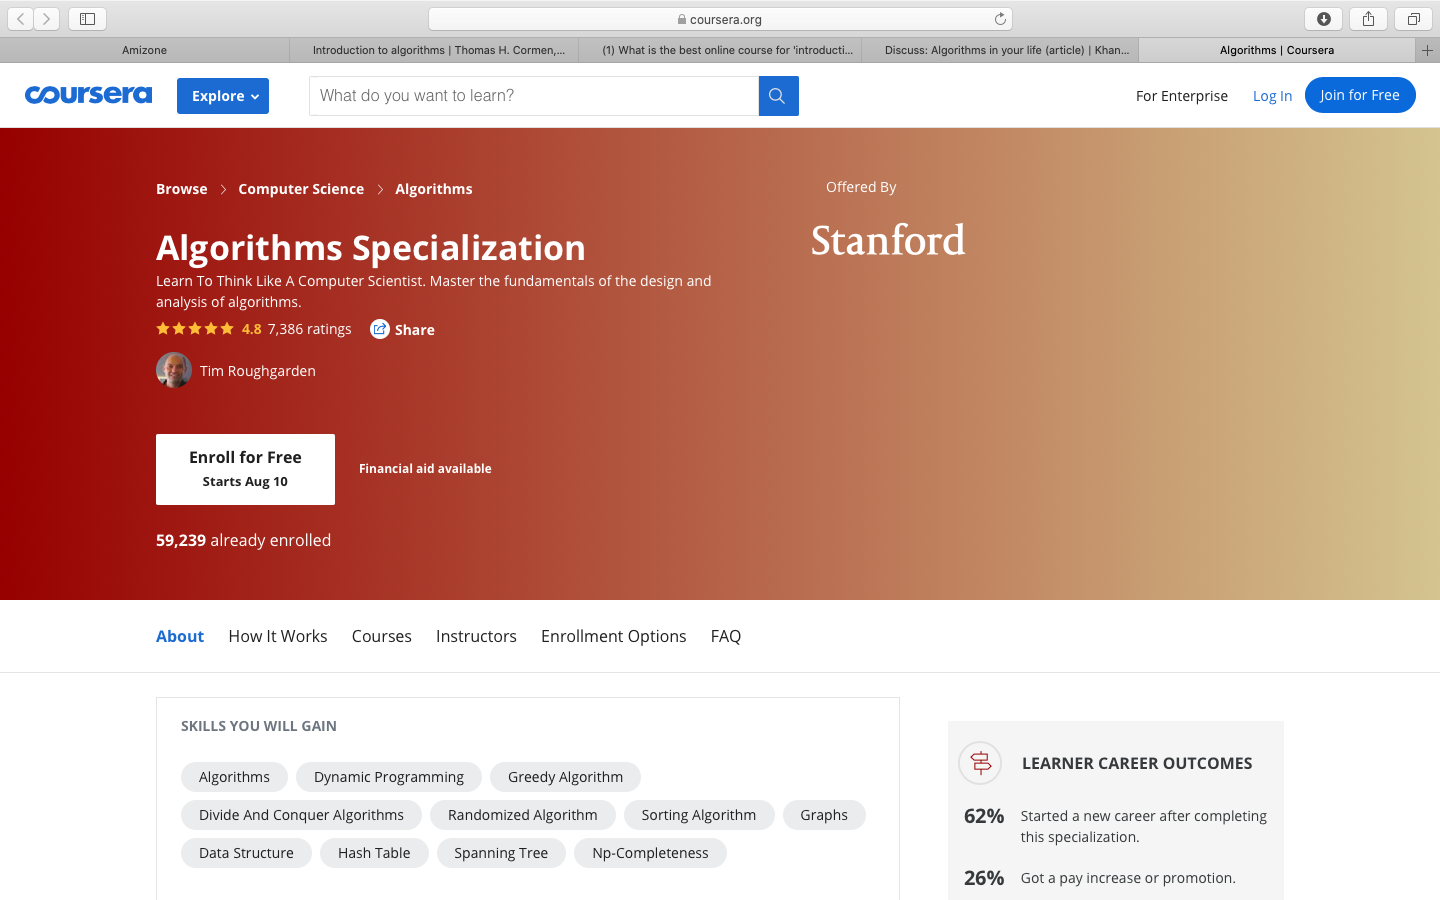 coursera.org
Amizone
Introduction to algorithms | Thomas H. Cormen,...
(1) What is the best online course for 'introducti...
Discuss: Algorithms in your life (article) | Khan...
Algorithms | Coursera
coursera
Explore
What do you want to learn?
For Enterprise
Log In
Join for Free
Browse > Computer Science > Algorithms
Offered By
Stanford
Algorithms Specialization
Learn To Think Like A Computer Scientist. Master the fundamentals of the design and
analysis of algorithms.
4.8 7,386 ratings
Share
Tim Roughgarden
Enroll for Free
Starts Aug 10
Financial aid available
59,239 already enrolled
About
How It Works
Courses
Instructors
Enrollment Options
FAQ
SKILLS YOU WILL GAIN
Algorithms
Dynamic Programming
Greedy Algorithm
Divide And Conquer Algorithms
Randomized Algorithm
Sorting Algorithm
Graphs
Data Structure
Hash Table
Spanning Tree
Np-Completeness
LEARNER CAREER OUTCOMES
62% Started a new career after completing
this specialization.
26% Got a pay increase or promotion.